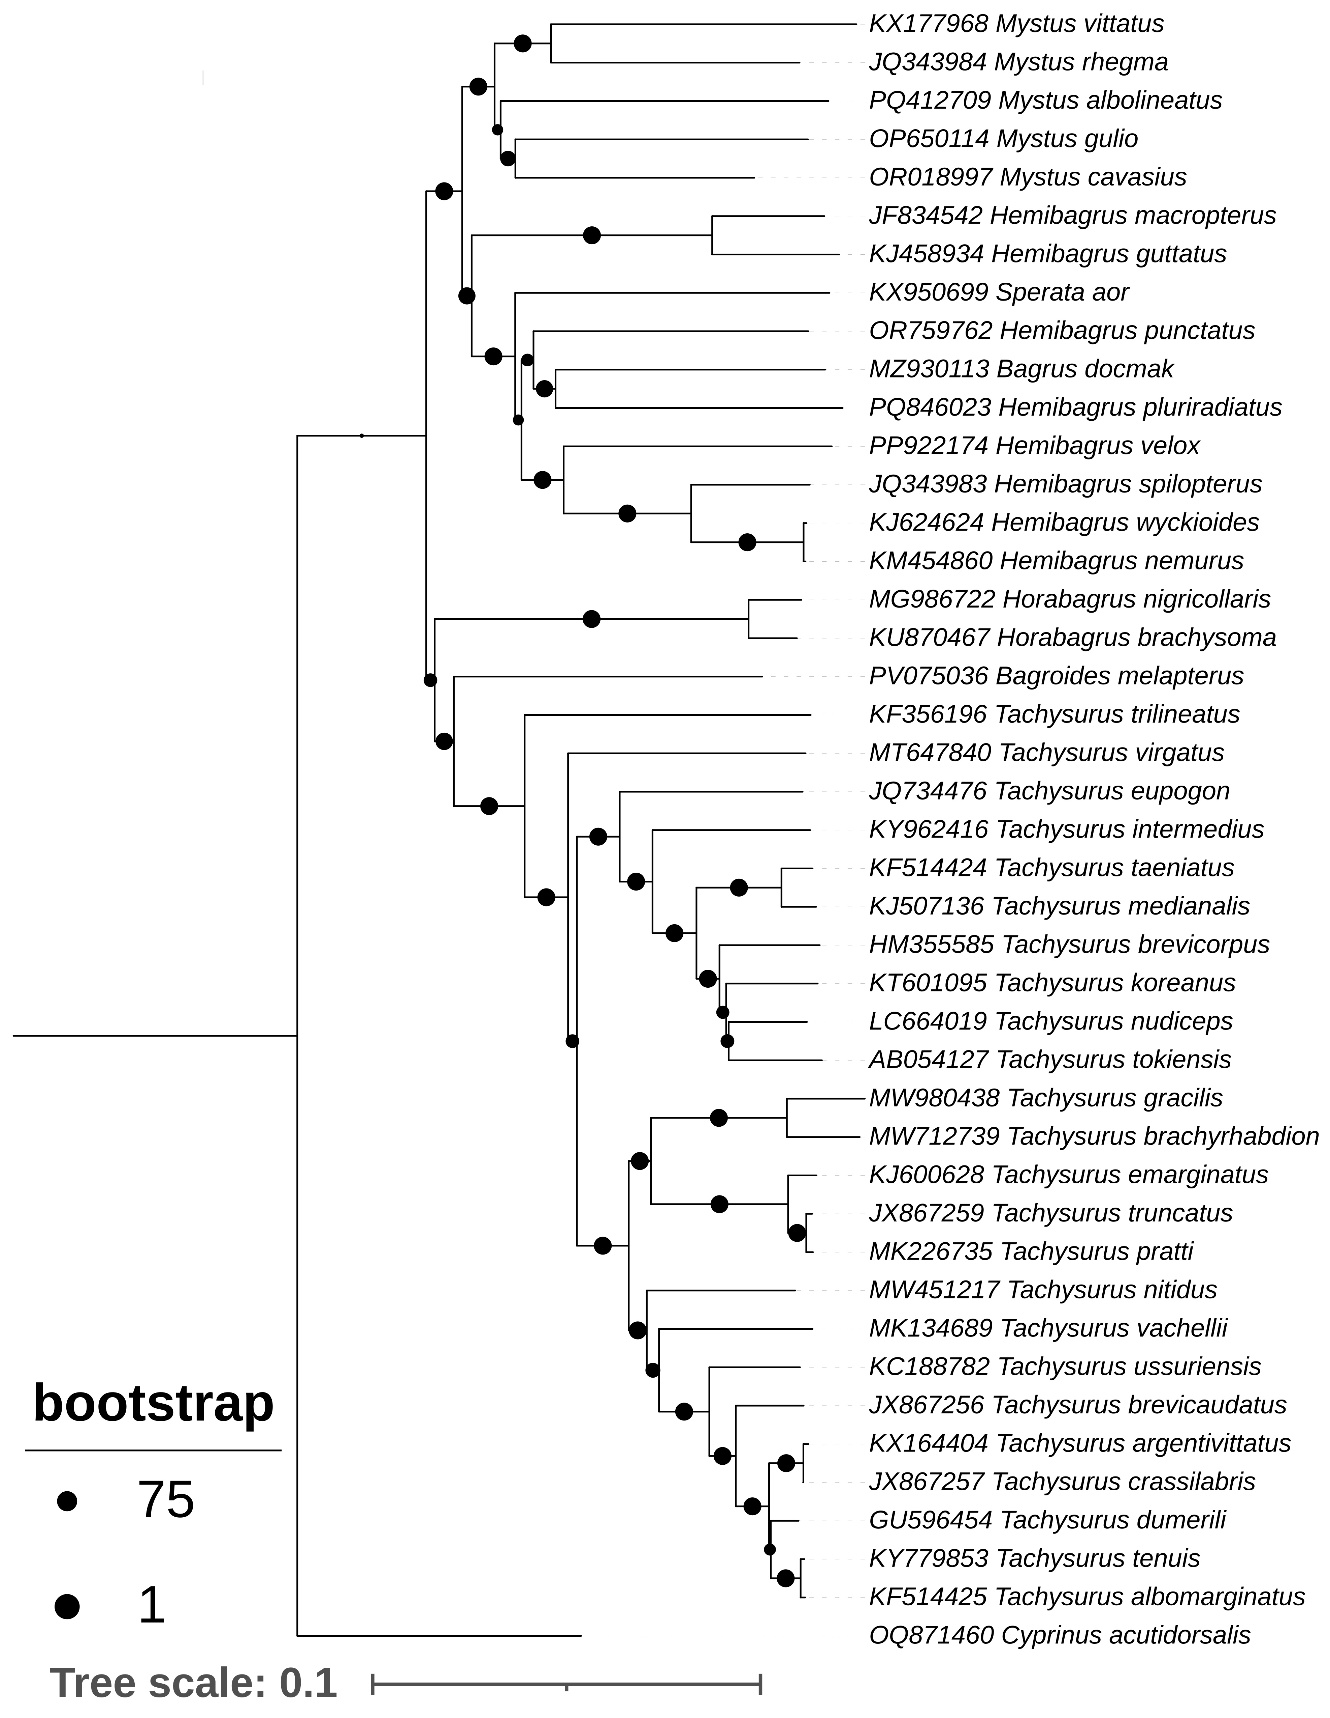 KX177968 Mystus vittatus
JQ343984 Mystus rhegma
PQ412709 Mystus albolineatus
OP650114 Mystus gulio
OR018997 Mystus cavasius
JF834542 Hemibagrus macropterus
KJ458934 Hemibagrus guttatus
KX950699 Sperata aor
OR759762 Hemibagrus punctatus
MZ930113 Bagrus docmak
PQ846023 Hemibagrus pluriradiatus
PP922174 Hemibagrus velox
JQ343983 Hemibagrus spilopterus
KJ624624 Hemibagrus wyckioides
KM454860 Hemibagrus nemurus
MG986722 Horabagrus nigricollaris
KU870467 Horabagrus brachysoma
PV075036 Bagroides melapterus
KF356196 Tachysurus trilineatus
MT647840 Tachysurus virgatus
JQ734476 Tachysurus eupogon
KY962416 Tachysurus intermedius
KF514424 Tachysurus taeniatus
KJ507136 Tachysurus medianalis
HM355585 Tachysurus brevicorpus
KT601095 Tachysurus koreanus
LC664019 Tachysurus nudiceps
AB054127 Tachysurus tokiensis
MW980438 Tachysurus gracilis
MW712739 Tachysurus brachyrhabdion
KJ600628 Tachysurus emarginatus
JX867259 Tachysurus truncatus
MK226735 Tachysurus pratti
MW451217 Tachysurus nitidus
MK134689 Tachysurus vachellii
KC188782 Tachysurus ussuriensis
JX867256 Tachysurus brevicaudatus
KX164404 Tachysurus argentivittatus
JX867257 Tachysurus crassilabris
GU596454 Tachysurus dumerili
KY779853 Tachysurus tenuis
KF514425 Tachysurus albomarginatus
OQ871460 Cyprinus acutidorsalis
bootstrap
75
1
Tree scale: 0.1